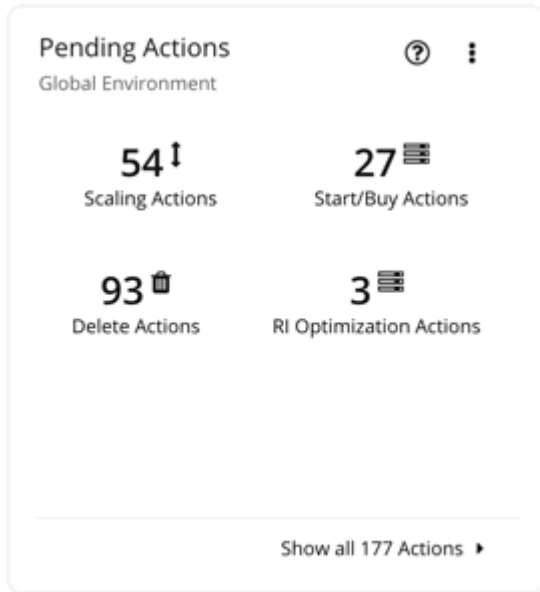 Pending Actions
Global Environment
54
27
Scaling Actions
Start/Buy Actions
93
3
Delete Actions
RI Optimization Actions
Show all 177 Actions